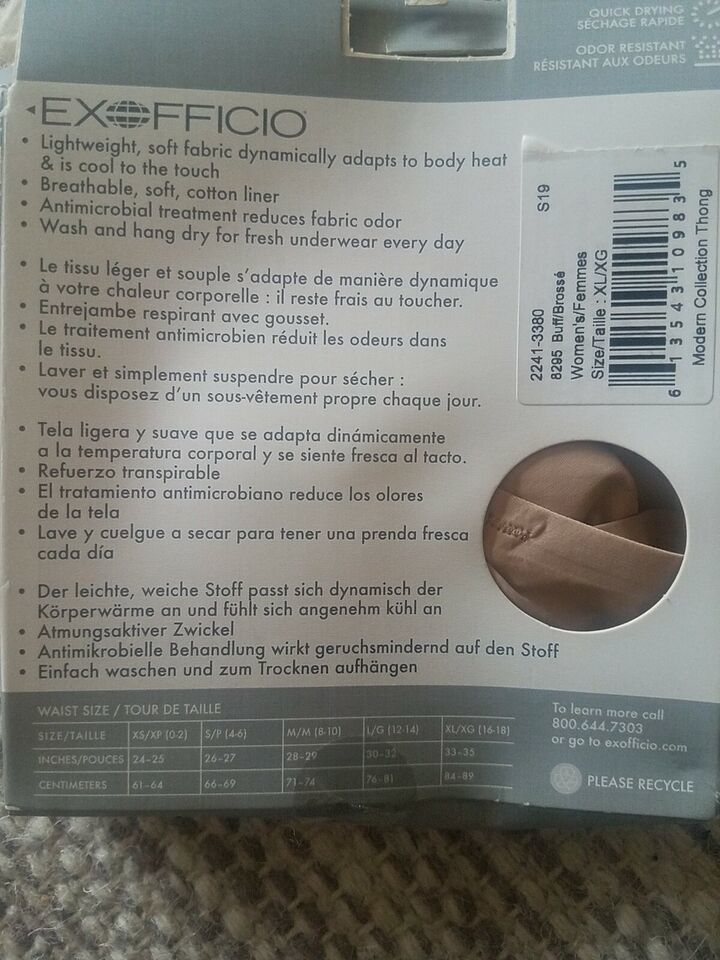 QUICK DRYING
SÉCHAGE RAPIDE
ODOR RESISTANT
RÉSISTANT AUX ODEURS
EXOFFICIO
• Lightweight, soft fabric dynamically adapts to body heat
& is cool to the touch
• Breathable, soft, cotton liner
• Antimicrobial treatment reduces fabric odor
• Wash and hang dry for fresh underwear every day
• Le tissu léger et souple s’adapte de manière dynamique
à votre chaleur corporelle : il reste frais au toucher.
• Entrejambe respirant avec gousset.
• Le traitement antimicrobien réduit les odeurs dans
le tissu.
• Laver et simplement suspendre pour sécher :
vous disposez d’un sous-vêtement propre chaque jour.
• Tela ligera y suave que se adapta dinámicamente
a la temperatura corporal y se siente fresca al tacto.
• Refuerzo transpirable
• El tratamiento antimicrobiano reduce los olores
de la tela
• Lave y cuelgue a secar para tener una prenda fresca
cada día
• Der leichte, weiche Stoff passt sich dynamisch der
Körperwärme an und fühlt sich angenehm kühl an
• Atmungsaktiver Zwickel
• Antimikrobielle Behandlung wirkt geruchsmindernd auf den Stoff
• Einfach waschen und zum Trocknen aufhängen
2241-3380 S19
8295 Buff/Brossé
Women's/Femmes
Size/Taille : XL/XG
6 13543 10983 5
Modern Collection Thong
WAIST SIZE / TOUR DE TAILLE
SIZE/TAILLE XS/XP (0-2) S/P (4-6) M/M (8-10) L/G (12-14) XL/XG (16-18)
INCHES/POUCES 24-25 26-27 28-29 30-32 33-35
CENTIMETERS 61-64 66-69 71-74 76-81 84-89
To learn more call
800.644.7303
or go to exofficio.com
PLEASE RECYCLE